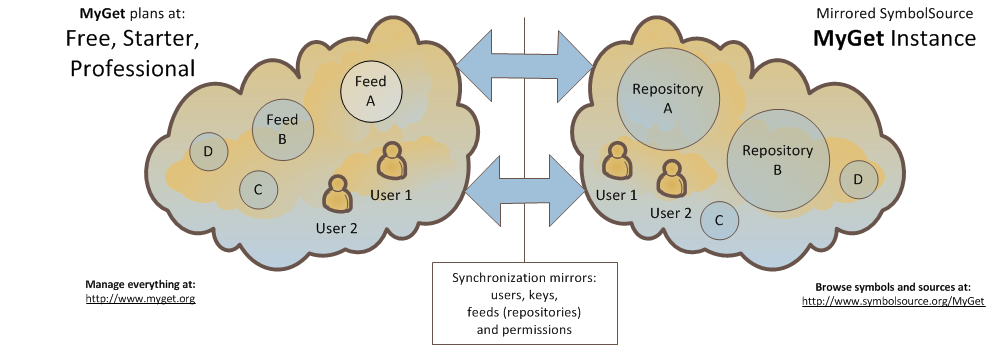 MyGet plans at:
Free, Starter,
Professional
Feed
A
Feed
B
D
C
User 1
User 2
Manage everything at:
http://www.myget.org
Synchronization mirrors:
users, keys,
feeds (repositories)
and permissions
Mirrored SymbolSource
MyGet Instance
Repository
A
Repository
B
D
User 1
User 2
C
Browse symbols and sources at:
http://www.symbolsource.org/MyGet